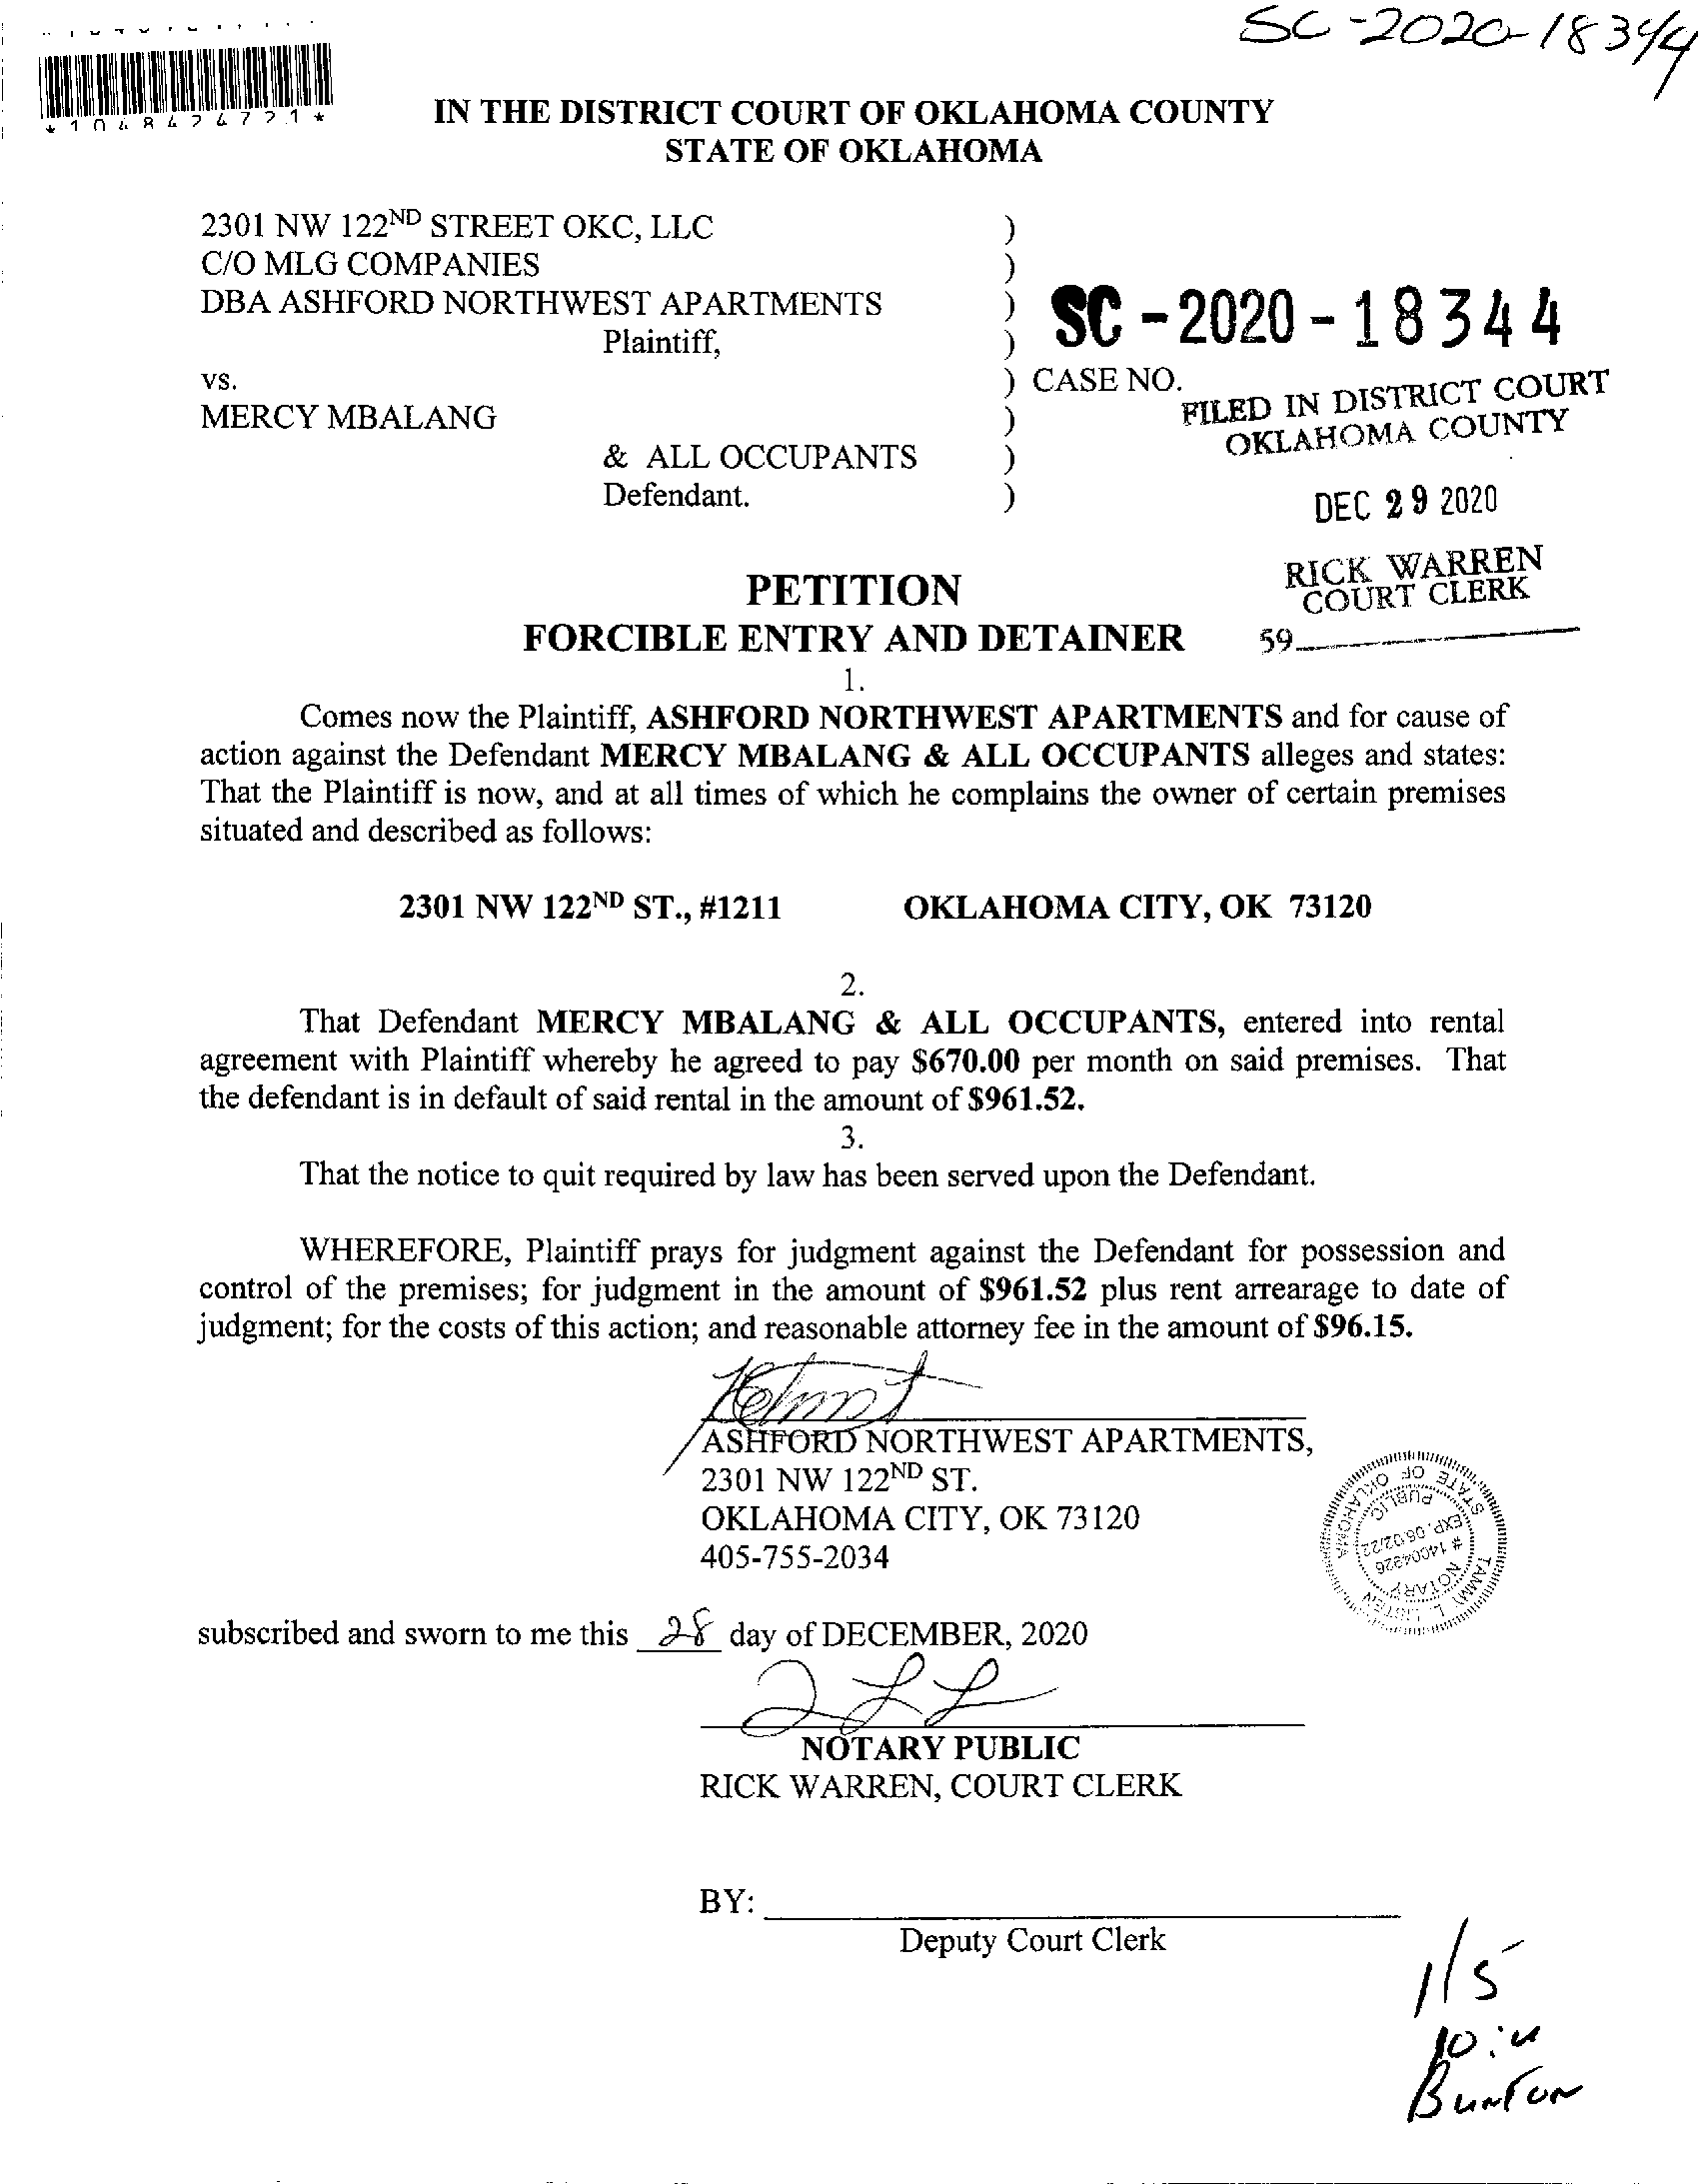 SC-2020-18344
*1048424721*
IN THE DISTRICT COURT OF OKLAHOMA COUNTY
STATE OF OKLAHOMA
2301 NW 122ND STREET OKC, LLC )
C/O MLG COMPANIES )
DBA ASHFORD NORTHWEST APARTMENTS )
Plaintiff, )
SC-2020-18344
vs. ) CASE NO.
MERCY MBALANG )
& ALL OCCUPANTS )
Defendant. )
FILED IN DISTRICT COURT
OKLAHOMA COUNTY
DEC 29 2020
RICK WARREN
COURT CLERK
59
PETITION
FORCIBLE ENTRY AND DETAINER
1.
Comes now the Plaintiff, ASHFORD NORTHWEST APARTMENTS and for cause of
action against the Defendant MERCY MBALANG & ALL OCCUPANTS alleges and states:
That the Plaintiff is now, and at all times of which he complains the owner of certain premises
situated and described as follows:
2301 NW 122ND ST., #1211 OKLAHOMA CITY, OK 73120
2.
That Defendant MERCY MBALANG & ALL OCCUPANTS, entered into rental
agreement with Plaintiff whereby he agreed to pay $670.00 per month on said premises. That
the defendant is in default of said rental in the amount of $961.52.
3.
That the notice to quit required by law has been served upon the Defendant.
WHEREFORE, Plaintiff prays for judgment against the Defendant for possession and
control of the premises; for judgment in the amount of $961.52 plus rent arrearage to date of
judgment; for the costs of this action; and reasonable attorney fee in the amount of $96.15.
ASHFORD NORTHWEST APARTMENTS,
2301 NW 122ND ST.
OKLAHOMA CITY, OK 73120
405-755-2034
TAMMY L. LISTEN
STATE OF OKLAHOMA
NOTARY PUBLIC
# 14004926
EXP. 06/02/22
subscribed and sworn to me this 28 day of DECEMBER, 2020
NOTARY PUBLIC
RICK WARREN, COURT CLERK
BY:
Deputy Court Clerk
1/5
Bunton